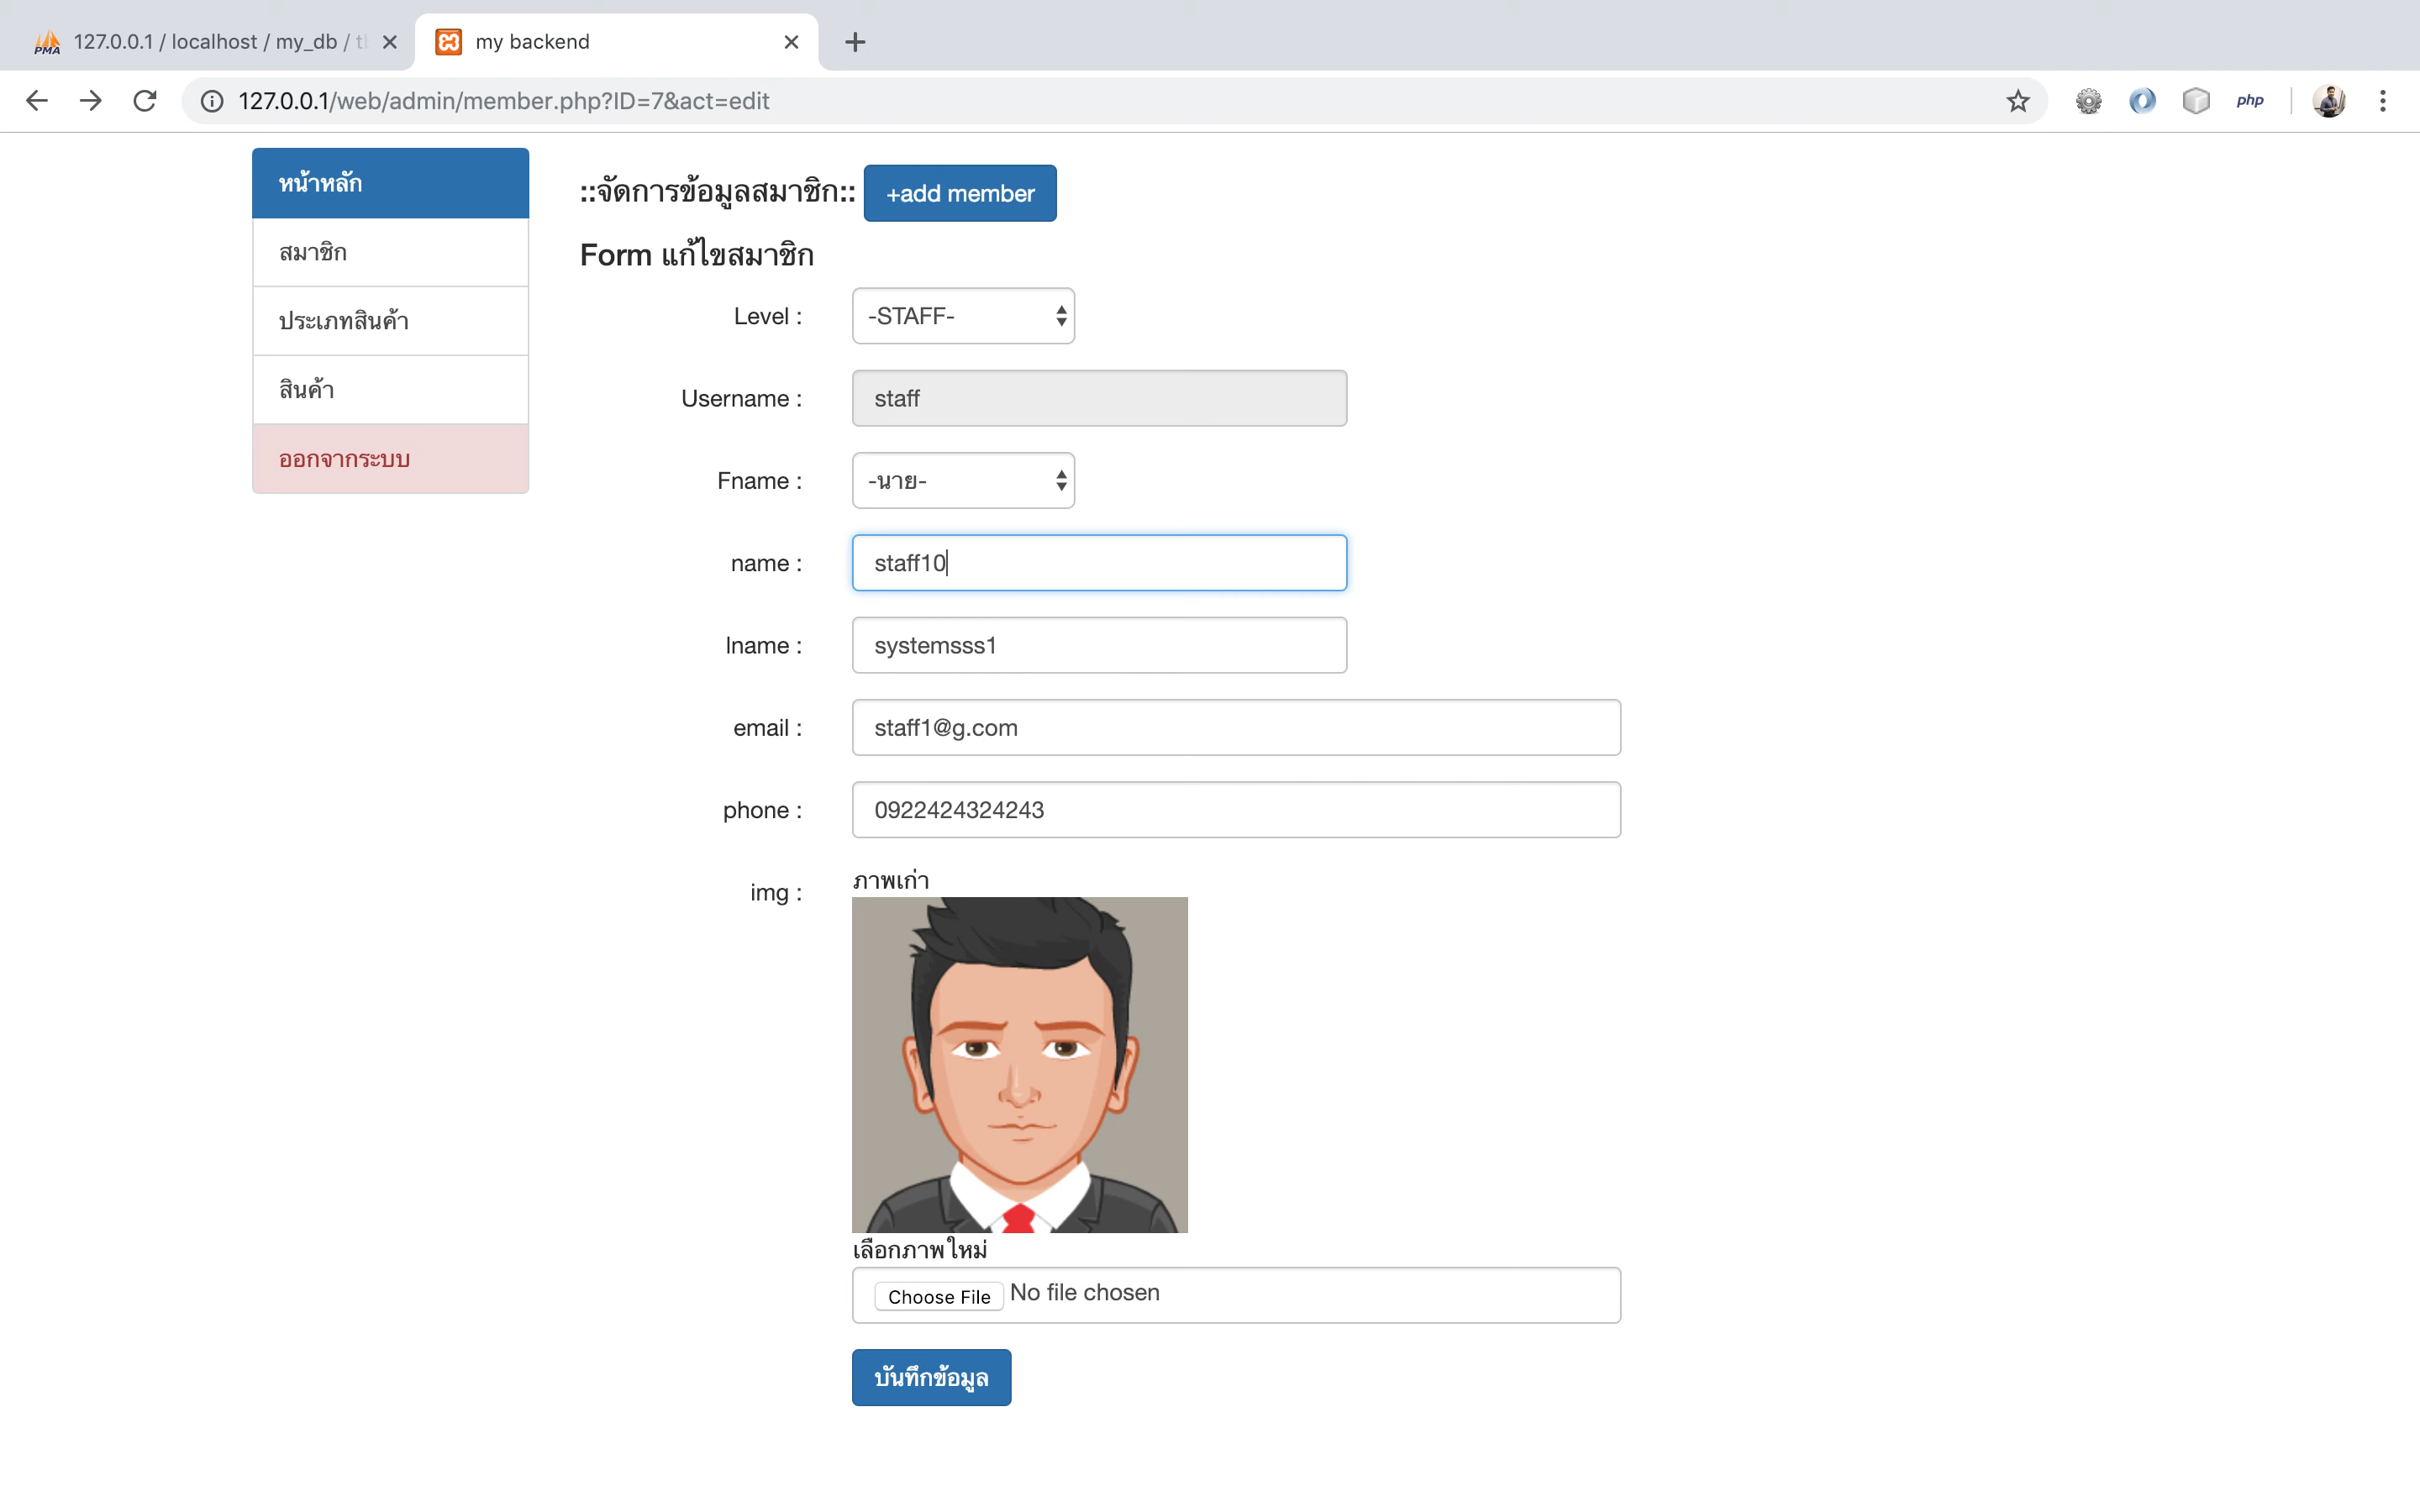 PMA 127.0.0.1 / localhost / my_db / tb
my backend
127.0.0.1/web/admin/member.php?ID=7&act=edit
php
หน้าหลัก
สมาชิก
ประเภทสินค้า
สินค้า
ออกจากระบบ
::จัดการข้อมูลสมาชิก:: +add member
Form แก้ไขสมาชิก
Level : -STAFF-
Username : staff
Fname : -นาย-
name : staff10
lname : systemsss1
email : staff1@g.com
phone : 0922424324243
img : ภาพเก่า
เลือกภาพใหม่
Choose File No file chosen
บันทึกข้อมูล